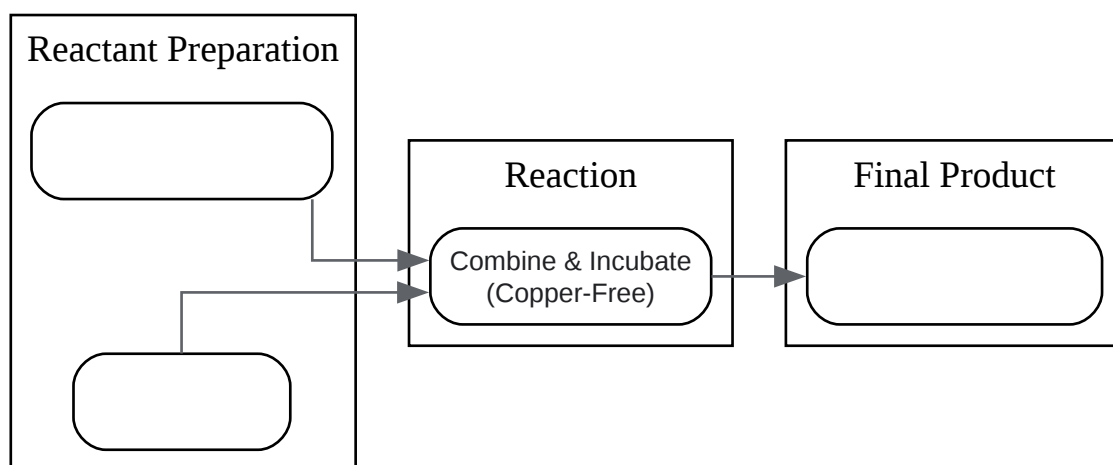 Reactant Preparation
Reaction
Combine & Incubate
(Copper-Free)
Final Product